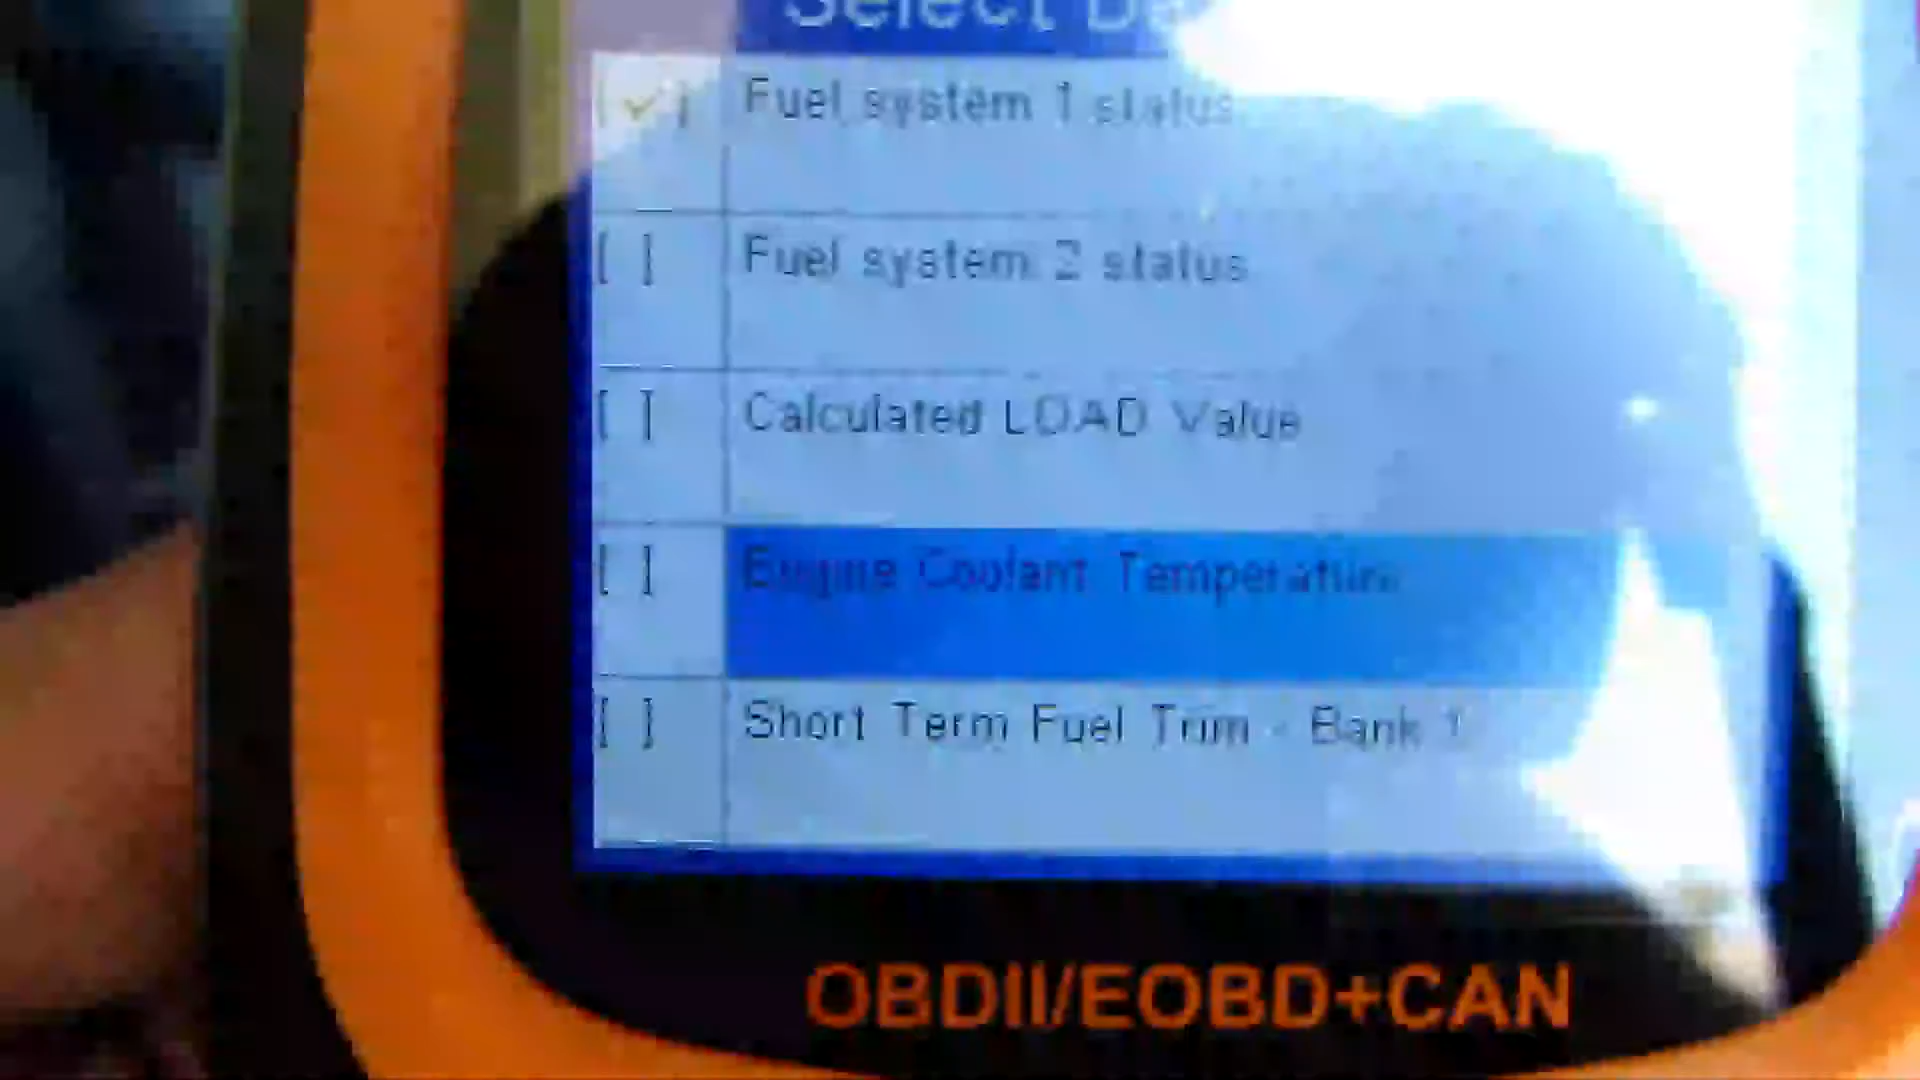 Select
[✓] Fuel system 1 status
[ ] Fuel system 2 status
[ ] Calculated LOAD Value
[ ] Engine Coolant Temperature
[ ] Short Term Fuel Trim - Bank 1
OBDII/EOBD+CAN